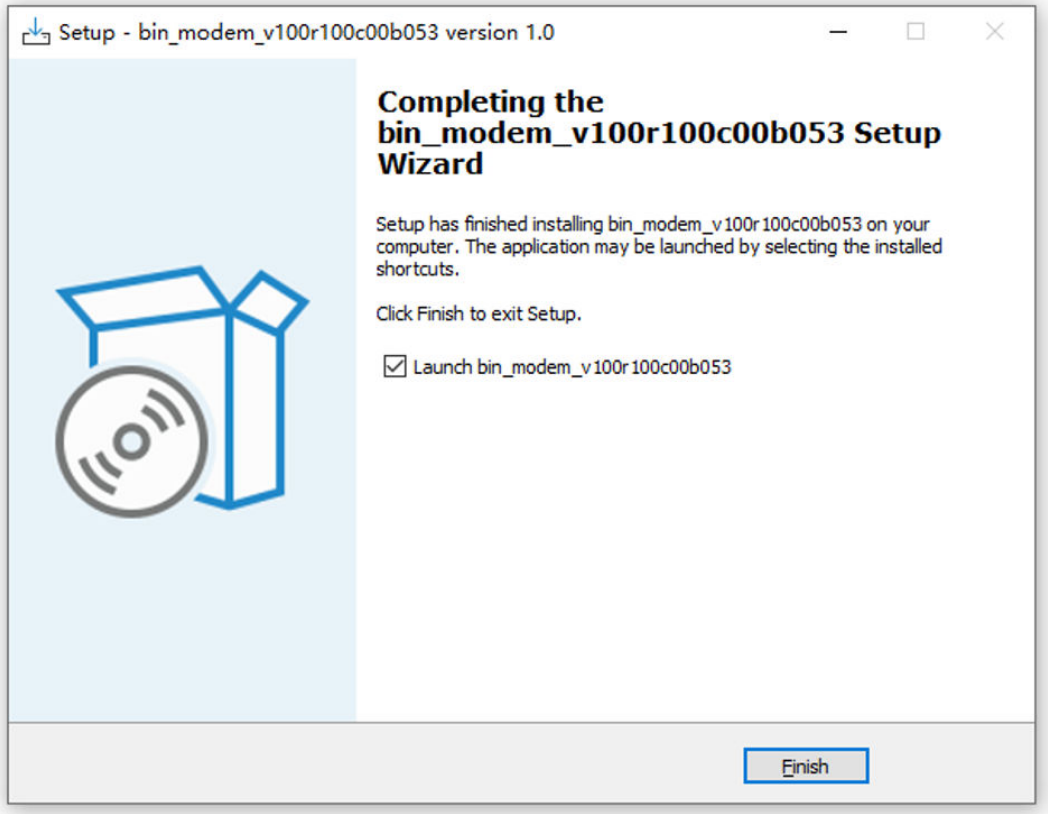 Setup - bin_modem_v100r100c00b053 version 1.0
Completing the
bin_modem_v100r100c00b053 Setup
Wizard
Setup has finished installing bin_modem_v100r100c00b053 on your
computer. The application may be launched by selecting the installed
shortcuts.
Click Finish to exit Setup.
Launch bin_modem_v100r100c00b053
Finish